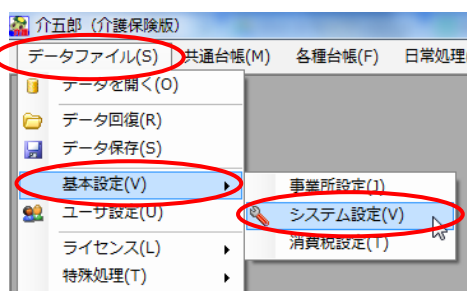 介五郎（介護保険版）
データファイル(S) 共通台帳(M) 各種台帳(F) 日常処理
データを開く(O)
データ回復(R)
データ保存(S)
基本設定(V) 事業所設定(J)
ユーザ設定(U) システム設定(V)
ライセンス(L) 消費税設定(T)
特殊処理(T)